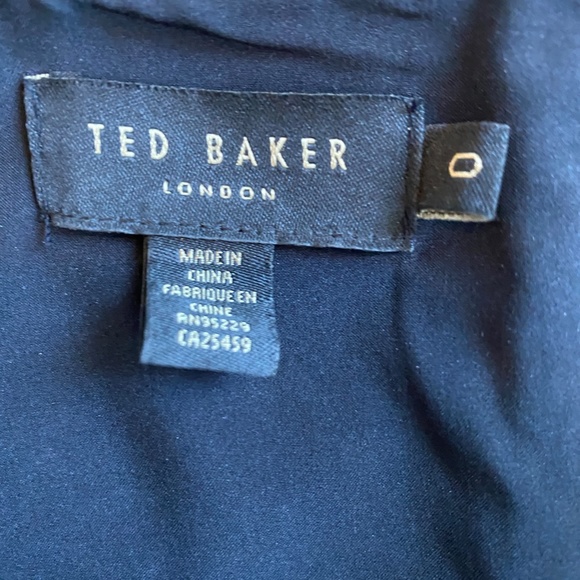 TED BAKER
LONDON
0
MADE IN
CHINA
FABRIQUE EN
CHINE
RN95229
CA25459